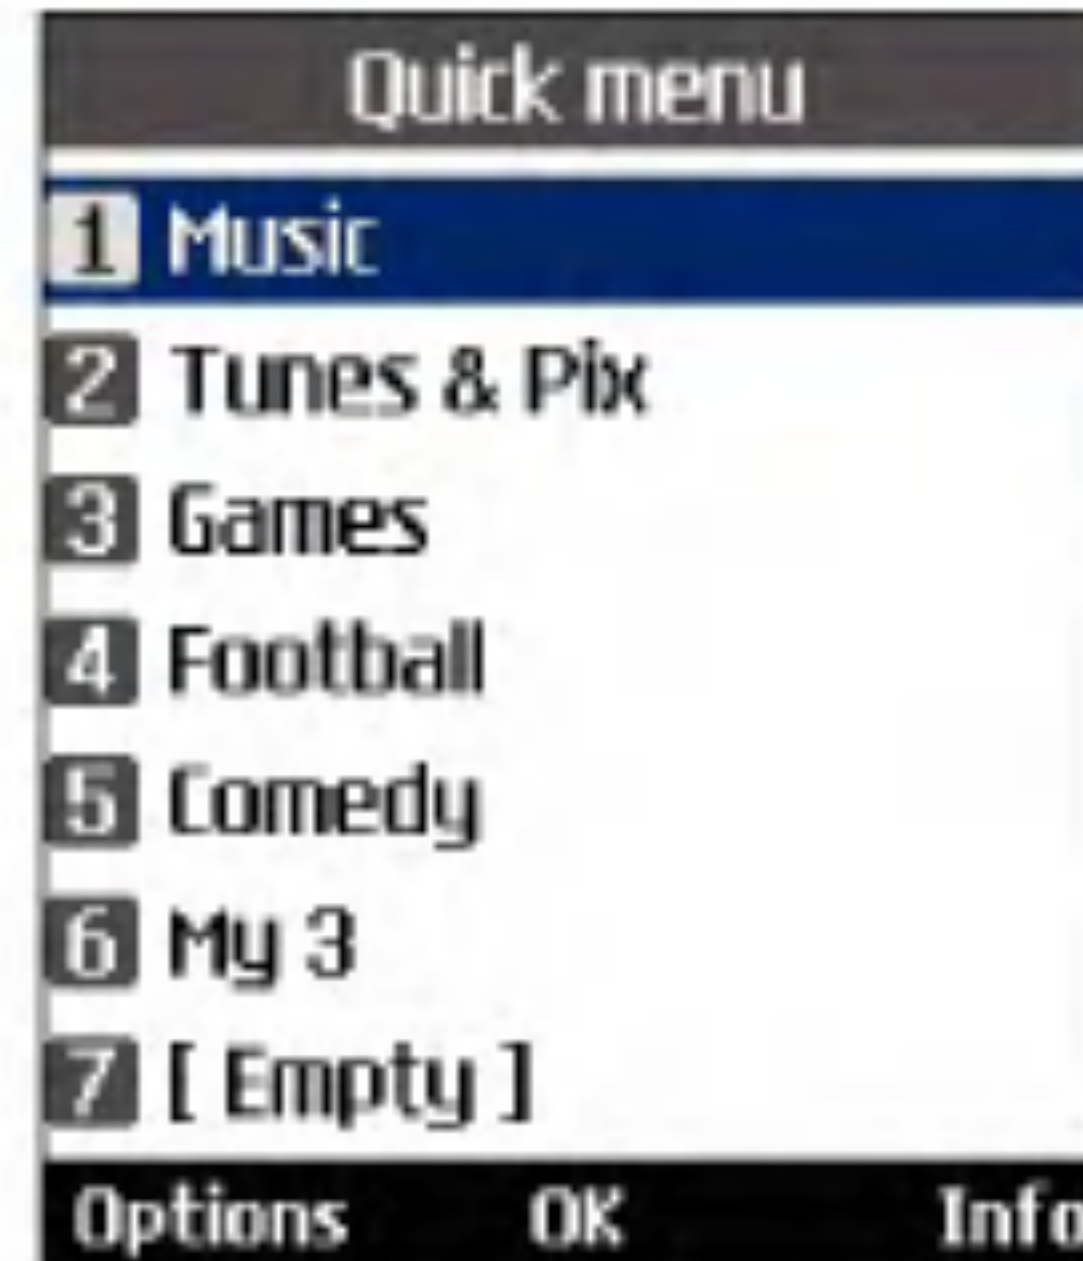 Quick menu
1 Music
2 Tunes & Pix
3 Games
4 Football
5 Comedy
6 My 3
7 [ Empty ]
Options OK Info